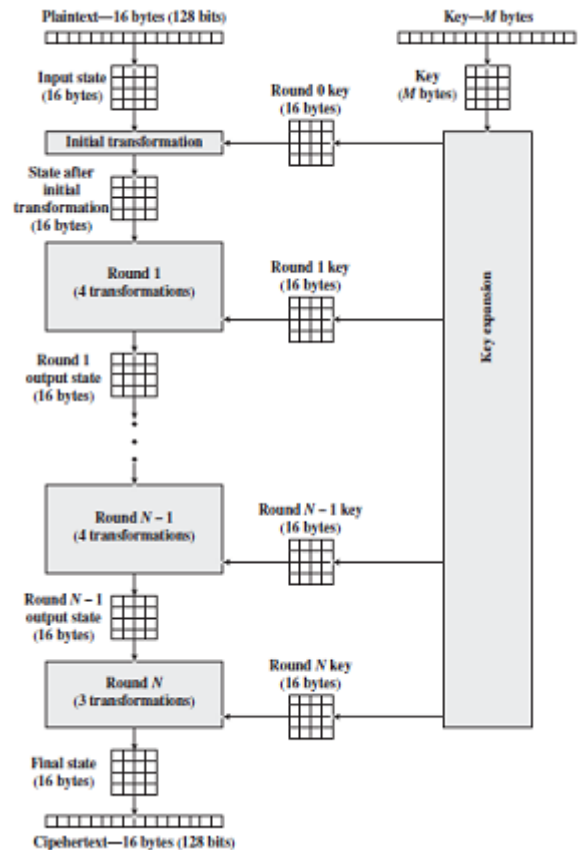 Plaintext—16 bytes (128 bits)
Key—M bytes
Input state
(16 bytes)
Key
(M bytes)
Round 0 key
(16 bytes)
Initial transformation
State after
initial
transformation
(16 bytes)
Round 1
(4 transformations)
Round 1 key
(16 bytes)
Key expansion
Round 1
output state
(16 bytes)
Round N – 1
(4 transformations)
Round N – 1 key
(16 bytes)
Round N – 1
output state
(16 bytes)
Round N
(3 transformations)
Round N key
(16 bytes)
Final state
(16 bytes)
Cipehertext—16 bytes (128 bits)